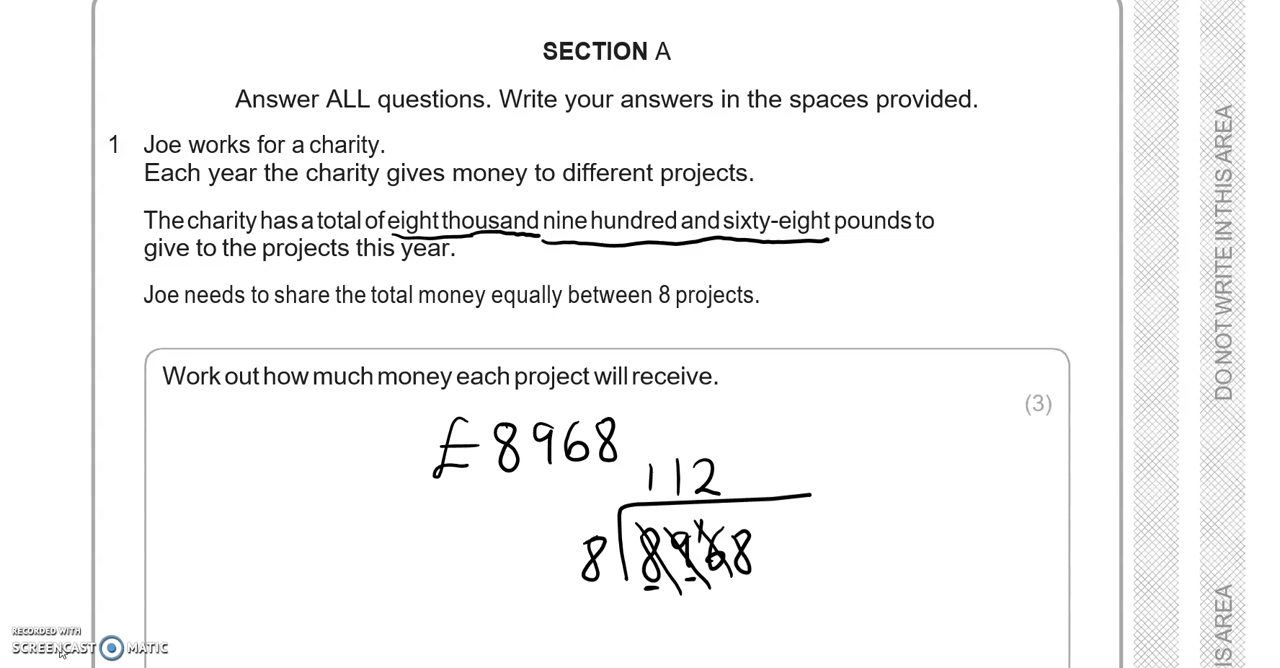 SECTION A
Answer ALL questions. Write your answers in the spaces provided.
1 Joe works for a charity.
Each year the charity gives money to different projects.
The charity has a total of eight thousand nine hundred and sixty-eight pounds to
give to the projects this year.
Joe needs to share the total money equally between 8 projects.
Work out how much money each project will receive.
(3)
£8968
112
8 8968
DO NOT WRITE IN THIS AREA
IS AREA
RECORDED WITH
SCREENCAST MATIC